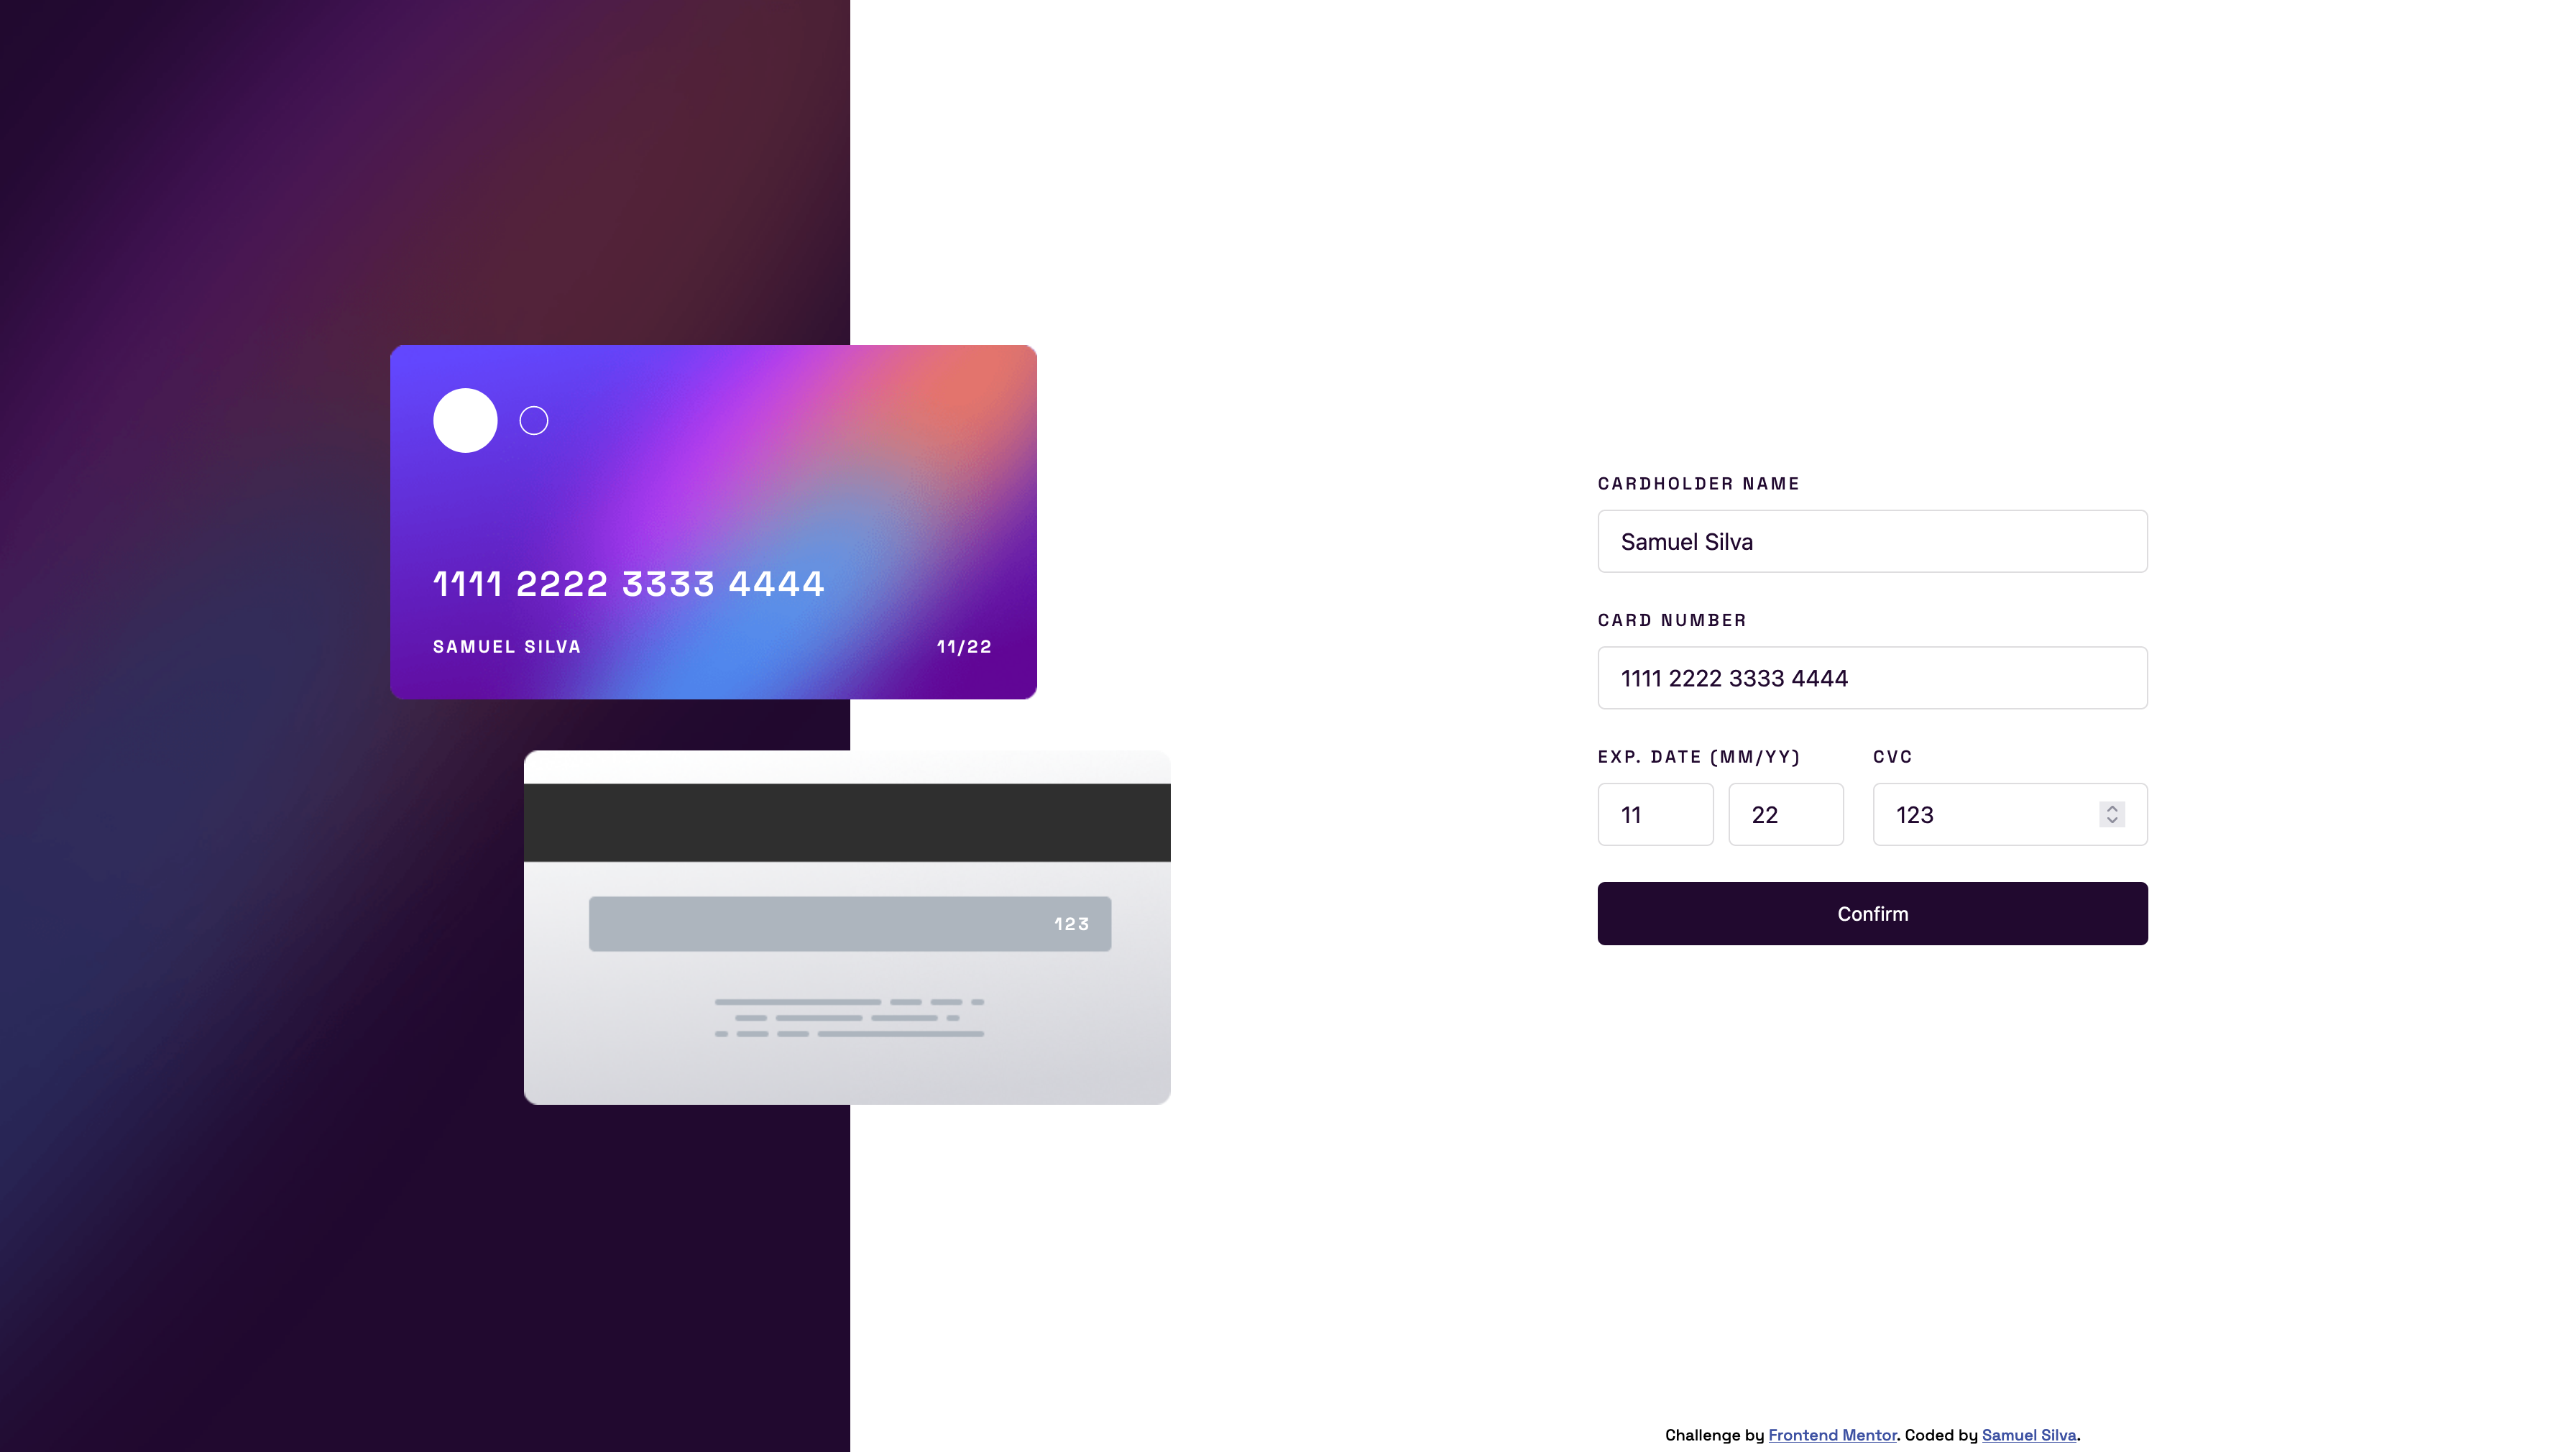 1111 2222 3333 4444
SAMUEL SILVA 11/22
123
CARDHOLDER NAME
Samuel Silva
CARD NUMBER
1111 2222 3333 4444
EXP. DATE (MM/YY) CVC
11 22 123
Confirm
Challenge by Frontend Mentor. Coded by Samuel Silva.